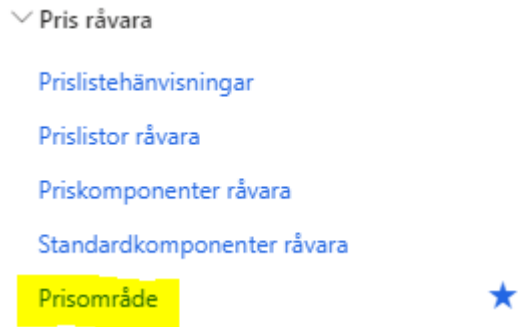 Pris råvara
Prislistehänvisningar
Prislistor råvara
Priskomponenter råvara
Standardkomponenter råvara
Prisområde